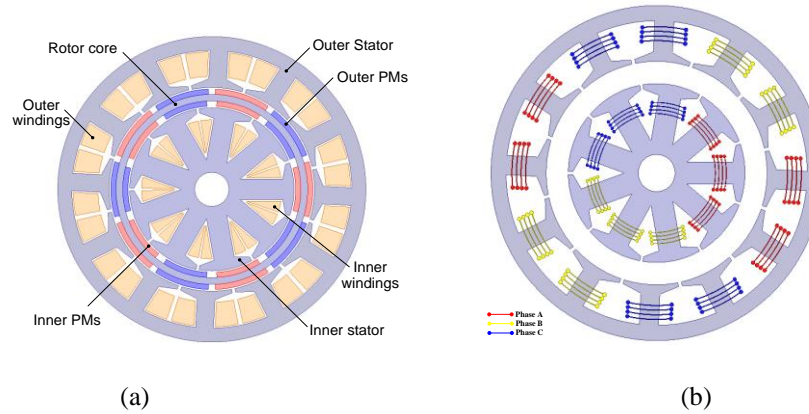 Rotor core
Outer Stator
Outer PMs
Outer
windings
Inner
windings
Inner PMs
Inner stator
Phase A
Phase B
Phase C
(a)
(b)